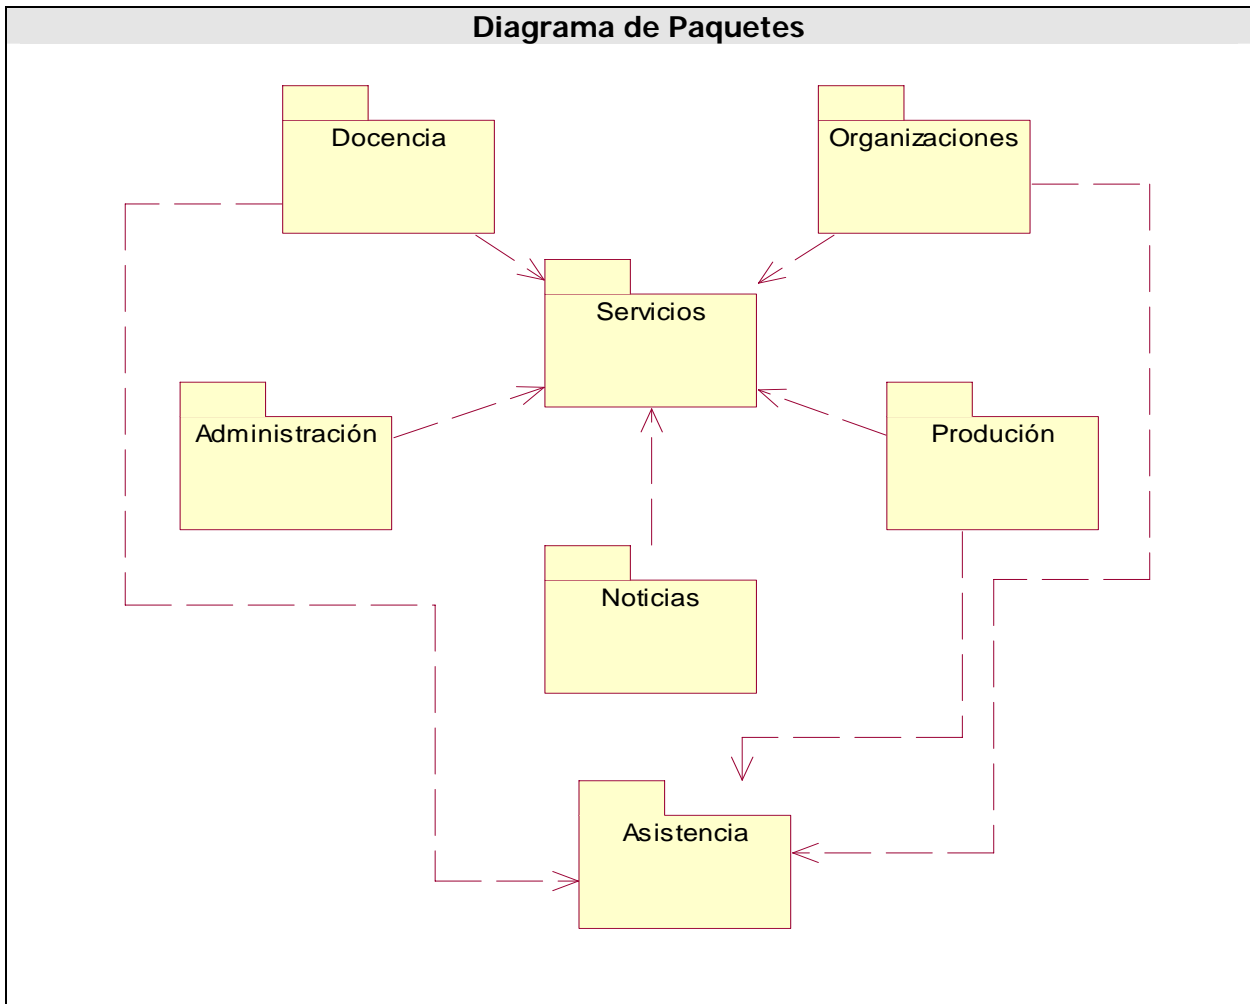 Diagrama de Paquetes
Docencia
Organizaciones
Servicios
Administración
Produción
Noticias
Asistencia